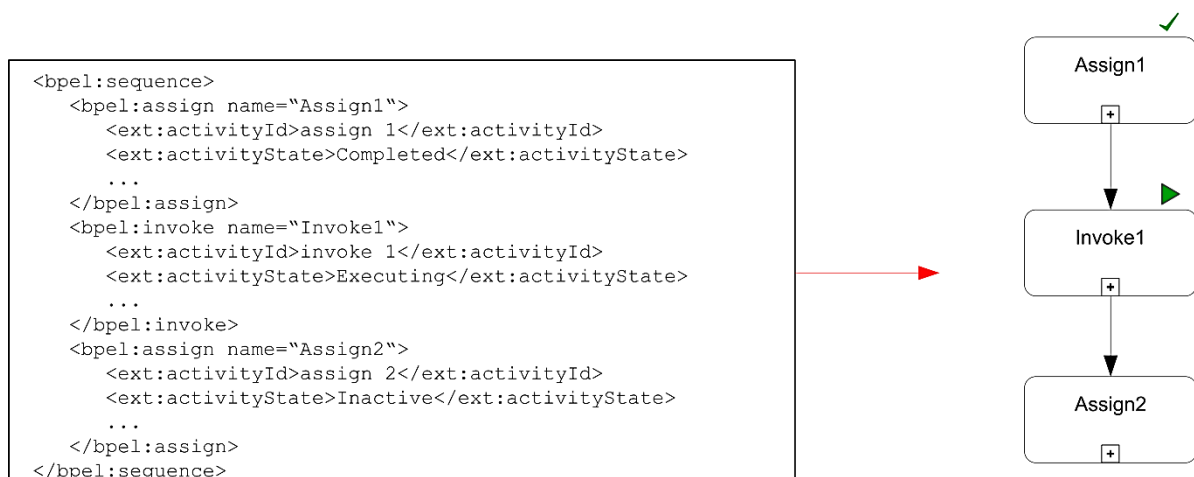 <bpel:sequence>
<bpel:assign name=“Assign1“>
<ext:activityId>assign 1</ext:activityId>
<ext:activityState>Completed</ext:activityState>
...
</bpel:assign>
<bpel:invoke name=“Invoke1“>
<ext:activityId>invoke 1</ext:activityId>
<ext:activityState>Executing</ext:activityState>
...
</bpel:invoke>
<bpel:assign name=“Assign2“>
<ext:activityId>assign 2</ext:activityId>
<ext:activityState>Inactive</ext:activityState>
...
</bpel:assign>
</bpel:sequence>
Assign1
Invoke1
Assign2